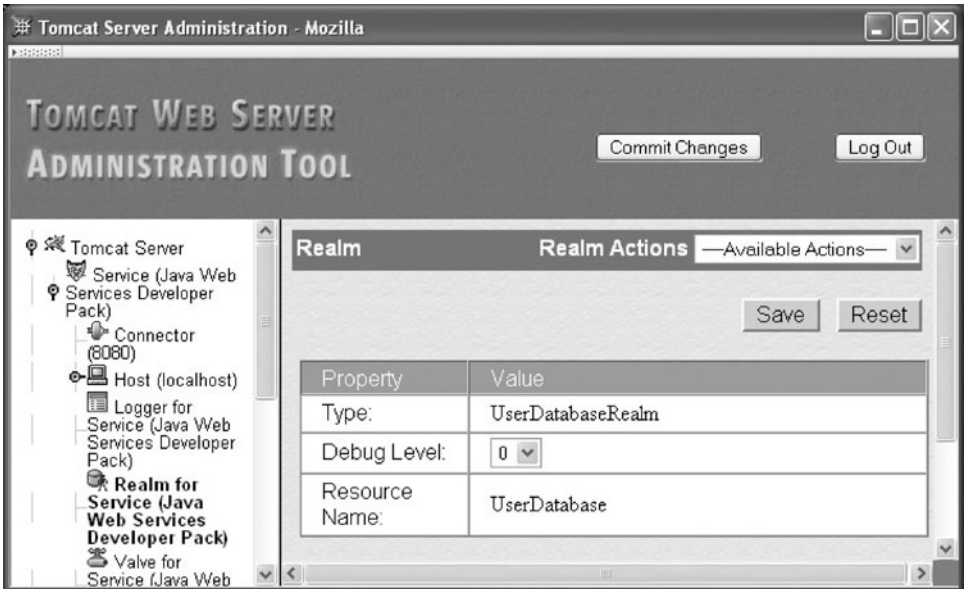 Tomcat Server Administration - Mozilla
TOMCAT WEB SERVER
ADMINISTRATION TOOL
Commit Changes
Log Out
Tomcat Server
Service (Java Web
Services Developer
Pack)
Connector
(8080)
Host (localhost)
Logger for
Service (Java Web
Services Developer
Pack)
Realm for
Service (Java
Web Services
Developer Pack)
Valve for
Service (Java Web
Realm
Realm Actions
—Available Actions—
Save
Reset
Property Value
Type: UserDatabaseRealm
Debug Level: 0
Resource
Name: UserDatabase